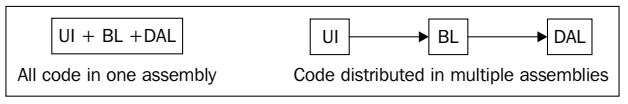 UI + BL +DAL
UI BL DAL
All code in one assembly
Code distributed in multiple assemblies